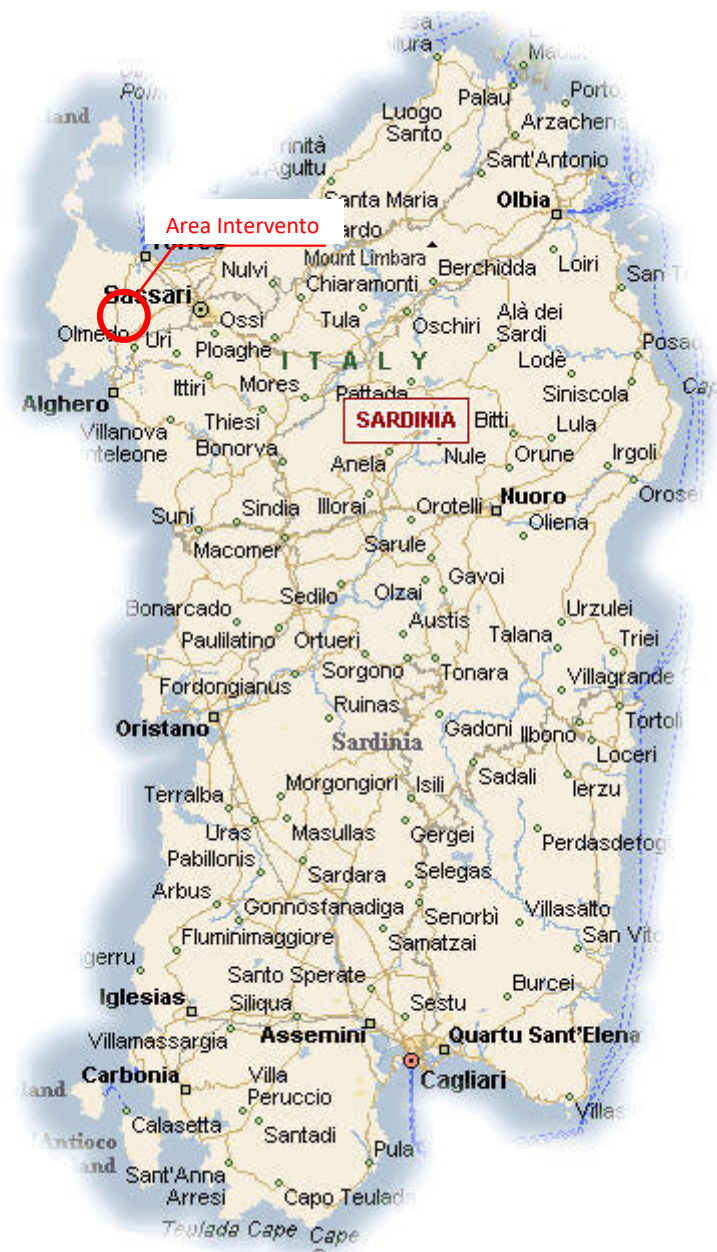 Palau
Porto
Luogo
Santo
Arzachena
Sant'Antonio
Santa Maria
Olbia
Area Intervento
Mount Limbara
Nulvi
Chiaramonti
Berchidda
Loiri
Sassari
Ossi
Tula
Oschiri
Alà dei
Sardi
Olmedo
Uri
Ploaghe
ITALY
Lodè
Ittiri
Mores
Pattada
Siniscola
Alghero
Thiesi
SARDINIA
Bitti
Lula
Villanova
Bonorva
Anela
Nule
Orune
Irgoli
Sindia
Illorai
Orotelli
Nuoro
Orosei
Suni
Oliena
Macomer
Sarule
Gavoi
Sedilo
Olzai
Bonarcado
Austis
Urzulei
Paulilatino
Ortueri
Talana
Triei
Sorgono
Tonara
Fordongianus
Villagrande
Ruinas
Oristano
Gadoni
Ilbono
Tortoli
Sardinia
Loceri
Morgongiori
Isili
Sadali
Ierzu
Terralba
Uras
Masullas
Gergei
Perdasdefog
Pabillonis
Sardara
Selegas
Arbus
Gonnosfanadiga
Senorbì
Villasalto
Fluminimaggiore
Samatzai
San Vito
Santo Sperate
Burcei
Iglesias
Siliqua
Sestu
Villamassargia
Assemini
Quartu Sant'Elena
Carbonia
Villa
Peruccio
Cagliari
Calasetta
Santadi
Pula
Sant'Anna
Arresi
Capo Teulada
Teulada Cape
Cape